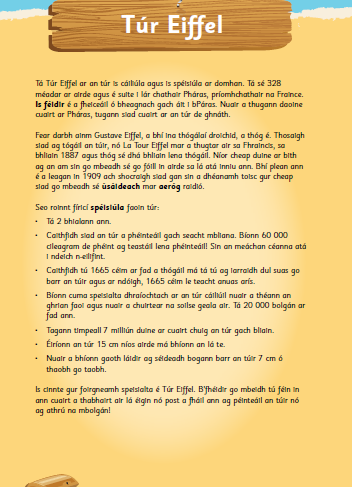 Túr Eiffel
Tá Túr Eiffel ar an túr is cáiliúla agus is spéisiúla ar domhan. Tá sé 328
méadar ar airde agus é suite i lár chathair Pháras, príomhchathair na Fraince.
Is féidir é a fheiceáil ó bheagnach gach áit i bPáras. Nuair a thugann daoine
cuairt ar Pháras, tugann siad cuairt ar an túr de ghnáth.
Fear darbh ainm Gustave Eiffel, a bhí ina thógálaí droichid, a thóg é. Thosaigh
siad ag tógáil an túir, nó La Tour Eiffel mar a thugtar air sa Fhraincis, sa
bhliain 1887 agus thóg sé dhá bhliain lena thógáil. Níor cheap duine ar bith
ag an am sin go mbeadh sé go fóill in airde sa lá atá inniu ann. Bhí plean ann
é a leagan in 1909 ach shocraigh siad gan sin a dhéanamh toisc gur cheap
siad go mbeadh sé úsáideach mar aeróg raidió.
Seo roinnt fíricí spéisiúla faoin túr:
• Tá 2 bhialann ann.
• Caithfidh siad an túr a phéinteáil gach seacht mbliana. Bíonn 60 000
cileagram de phéint ag teastáil lena phéinteáil! Sin an meáchan céanna atá
i ndeich n-eilifint.
• Caithfidh tú 1665 céim ar fad a thógáil má tá tú ag iarraidh dul suas go
barr an túir agus ar ndóigh, 1665 céim le teacht anuas arís.
• Bíonn cuma speisialta dhraíochtach ar an túr cáiliúil nuair a théann an
ghrian faoi agus nuair a chuirtear na soilse geala air. Tá 20 000 bolgán ar
fad ann.
• Tagann timpeall 7 milliún duine ar cuairt chuig an túr gach bliain.
• Éiríonn an túr 15 cm níos airde má bhíonn an lá te.
• Nuair a bhíonn gaoth láidir ag séideadh bogann barr an túir 7 cm ó
thaobh go taobh.
Is cinnte gur foirgneamh speisialta é Túr Eiffel. B'fhéidir go mbeidh tú féin in
ann cuairt a thabhairt air lá éigin nó post a fháil ann ag péinteáil an túir nó
ag athrú na mbolgán!